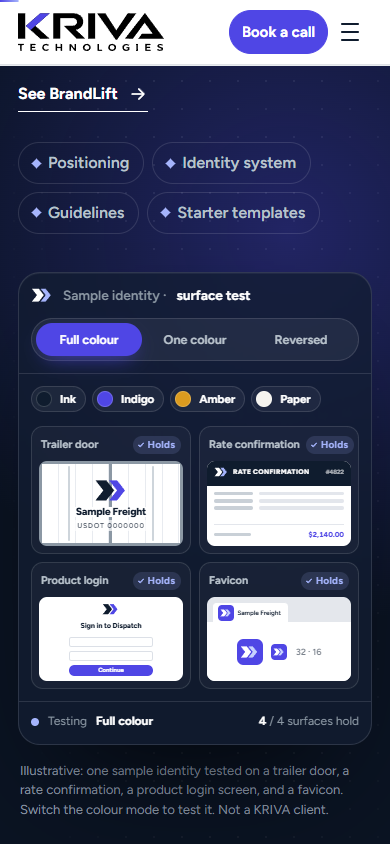 KRIVA
TECHNOLOGIES
Book a call
See BrandLift →
Positioning
Identity system
Guidelines
Starter templates
Sample identity · surface test
Full colour
One colour
Reversed
Ink
Indigo
Amber
Paper
Trailer door
✓ Holds
Sample Freight
USDOT 0000000
Rate confirmation
✓ Holds
RATE CONFIRMATION
#4822
$2,140.00
Product login
✓ Holds
Sign in to Dispatch
Continue
Favicon
✓ Holds
Sample Freight
32 · 16
Testing Full colour
4 / 4 surfaces hold
Illustrative: one sample identity tested on a trailer door, a
rate confirmation, a product login screen, and a favicon.
Switch the colour mode to test it. Not a KRIVA client.